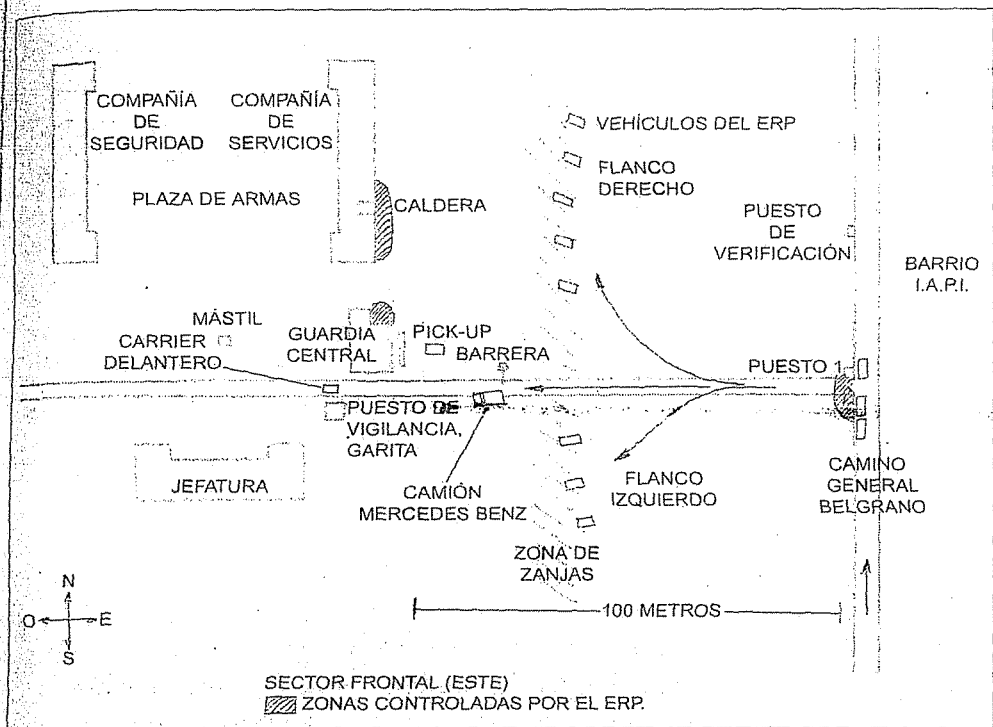 COMPAÑÍA
DE
SEGURIDAD
COMPAÑÍA
DE
SERVICIOS
PLAZA DE ARMAS
CALDERA
VEHÍCULOS DEL ERP
FLANCO
DERECHO
PUESTO
DE
VERIFICACIÓN
BARRIO
I.A.P.I.
MÁSTIL
CARRIER
DELANTERO
GUARDIA
CENTRAL
PICK-UP
BARRERA
PUESTO 1
PUESTO DE
VIGILANCIA,
GARITA
JEFATURA
CAMIÓN
MERCEDES BENZ
FLANCO
IZQUIERDO
CAMINO
GENERAL
BELGRANO
ZONA DE
ZANJAS
N
O E
S
100 METROS
SECTOR FRONTAL (ESTE)
ZONAS CONTROLADAS POR EL ERP.